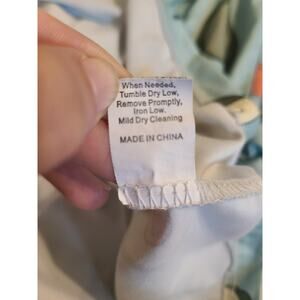 When Needed,
Tumble Dry Low,
Remove Promptly,
Iron Low.
Mild Dry Cleaning
MADE IN CHINA